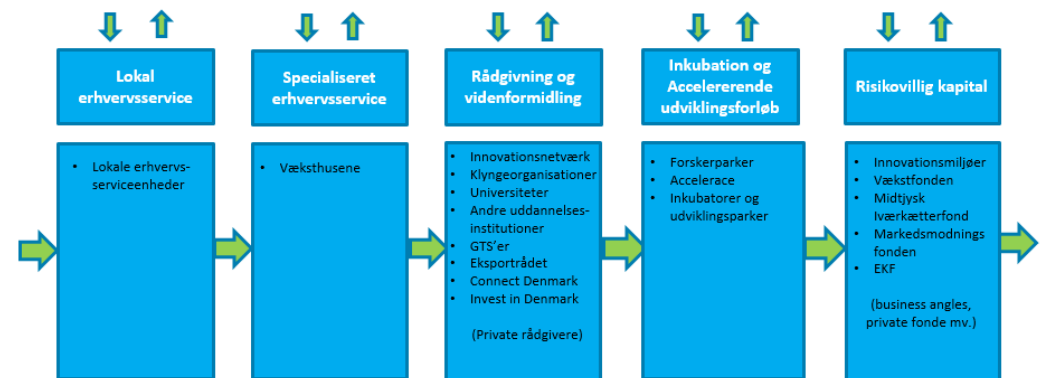 Lokal
erhvervsservice
Specialiseret
erhvervsservice
Rådgivning og
videnformidling
Inkubation og
Accelererende
udviklingsforløb
Risikovillig kapital
• Lokale erhvervs-
serviceenheder
• Væksthusene
• Innovationsnetværk
• Klyngeorganisationer
• Universiteter
• Andre uddannelses-
institutioner
• GTS'er
• Eksportrådet
• Connect Denmark
• Invest in Denmark
(Private rådgivere)
• Forskerparker
• Accelerace
• Inkubatorer og
udviklingsparker
• Innovationsmiljøer
• Vækstfonden
• Midtjysk
Iværkætterfond
• Markedsmodnings
fonden
• EKF
(business angles,
private fonde mv.)